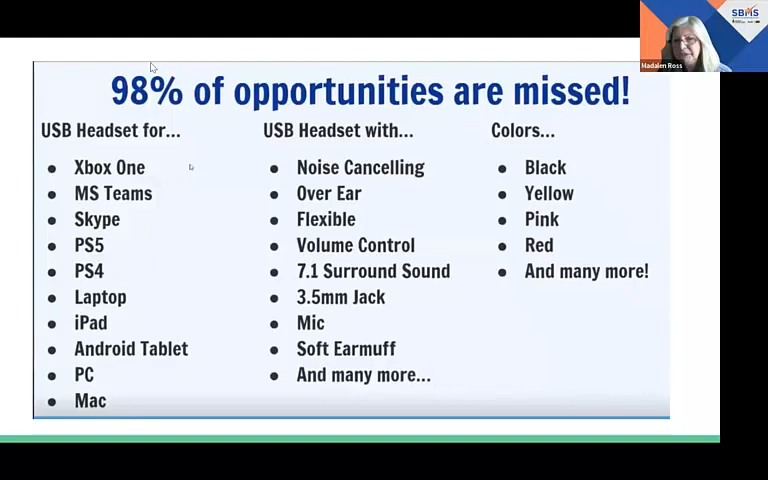 SBMS
Madalen Ross
98% of opportunities are missed!
USB Headset for...
Xbox One
MS Teams
Skype
PS5
PS4
Laptop
iPad
Android Tablet
PC
Mac
USB Headset with...
Noise Cancelling
Over Ear
Flexible
Volume Control
7.1 Surround Sound
3.5mm Jack
Mic
Soft Earmuff
And many more...
Colors...
Black
Yellow
Pink
Red
And many more!